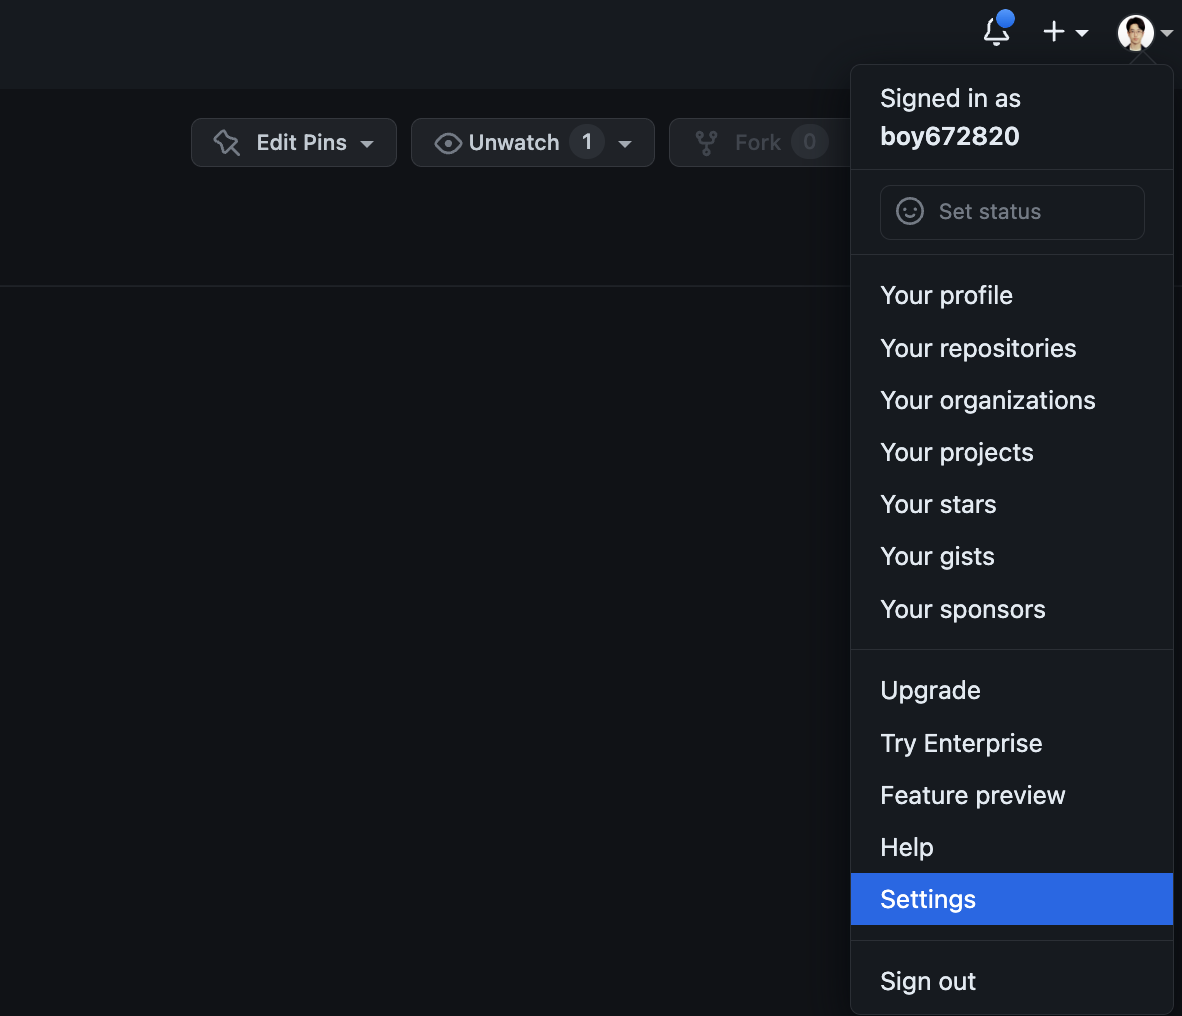 Edit Pins
Unwatch 1
Fork 0
Signed in as
boy672820
Set status
Your profile
Your repositories
Your organizations
Your projects
Your stars
Your gists
Your sponsors
Upgrade
Try Enterprise
Feature preview
Help
Settings
Sign out